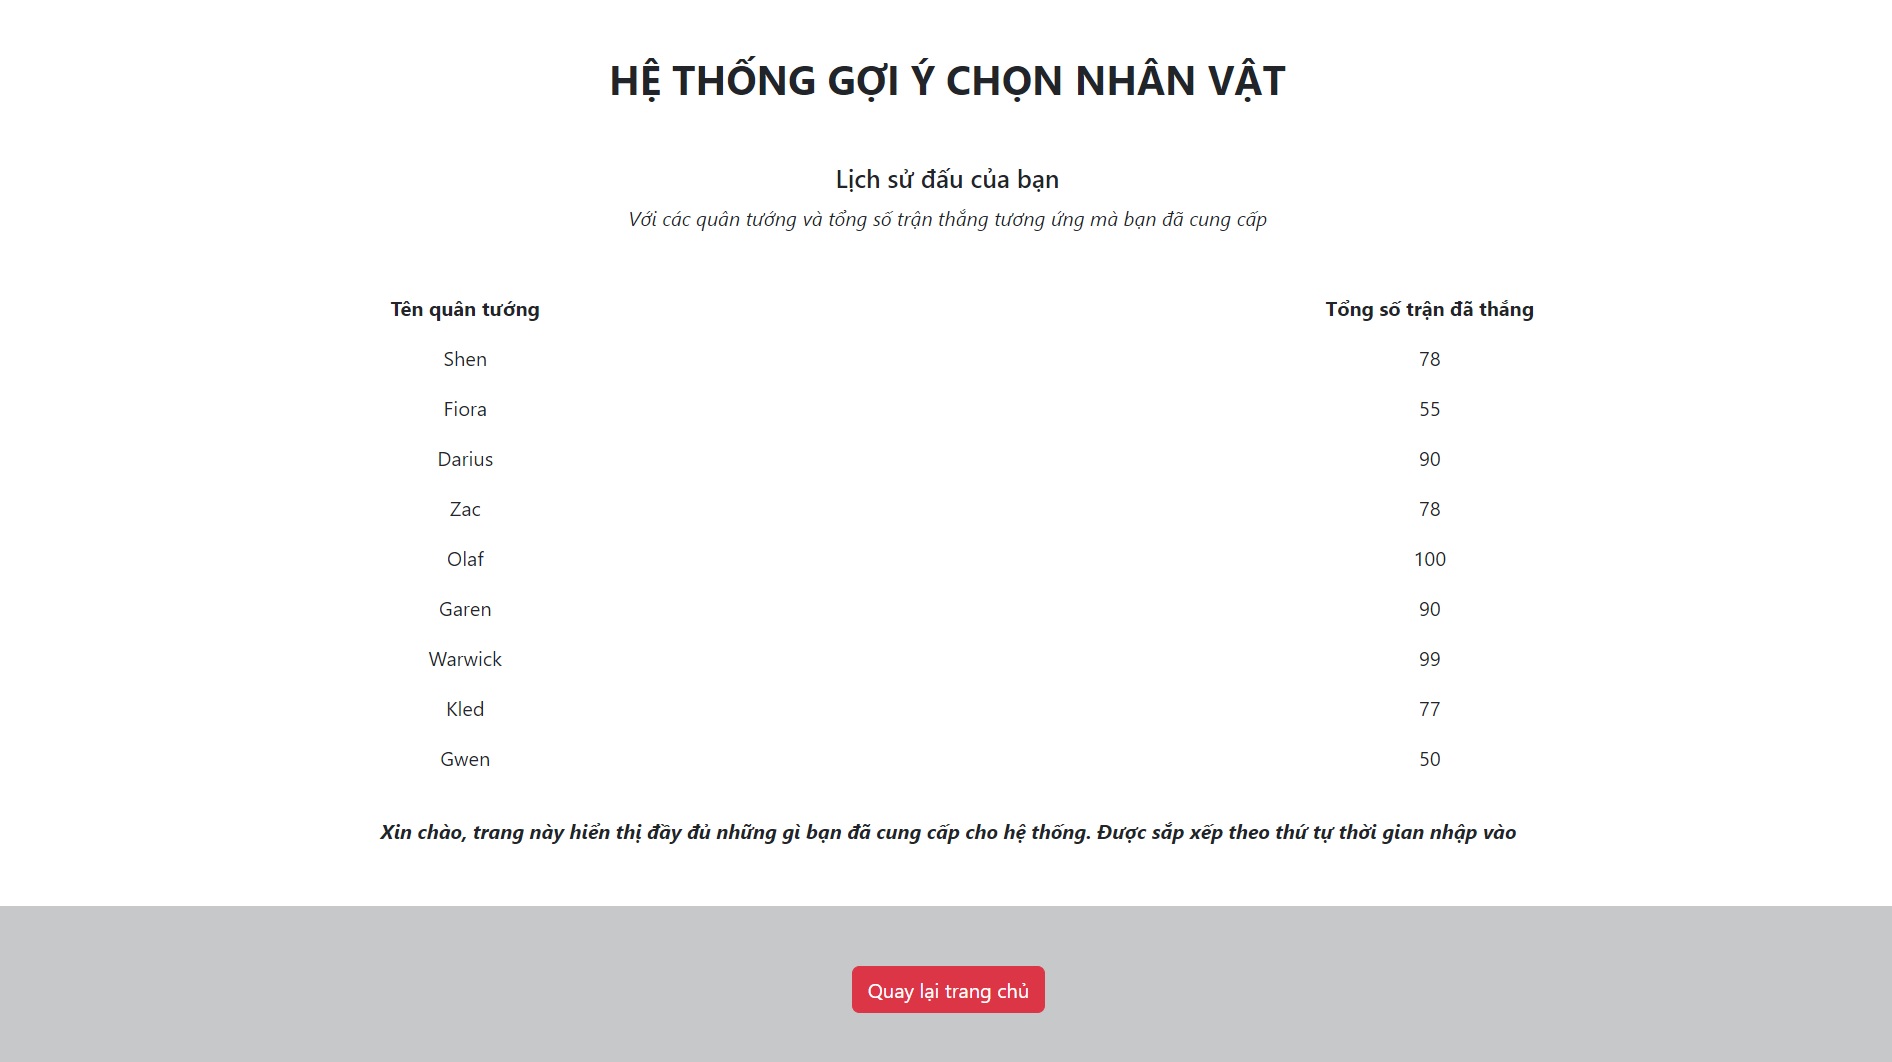 HỆ THỐNG GỢI Ý CHỌN NHÂN VẬT
Lịch sử đấu của bạn
Với các quân tướng và tổng số trận thắng tương ứng mà bạn đã cung cấp
Tên quân tướng Tổng số trận đã thắng
Shen 78
Fiora 55
Darius 90
Zac 78
Olaf 100
Garen 90
Warwick 99
Kled 77
Gwen 50
Xin chào, trang này hiển thị đầy đủ những gì bạn đã cung cấp cho hệ thống. Được sắp xếp theo thứ tự thời gian nhập vào
Quay lại trang chủ